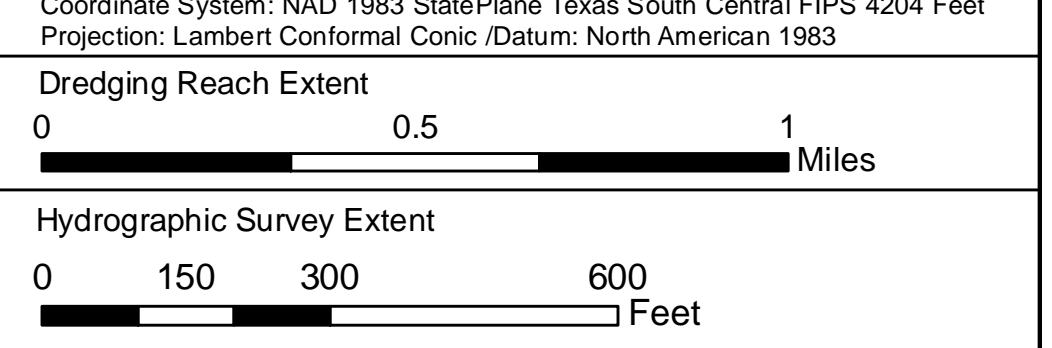 Coordinate System: NAD 1983 StatePlane Texas South Central FIPS 4204 Feet
Projection: Lambert Conformal Conic /Datum: North American 1983
Dredging Reach Extent
0 0.5 1
Miles
Hydrographic Survey Extent
0 150 300 600
Feet